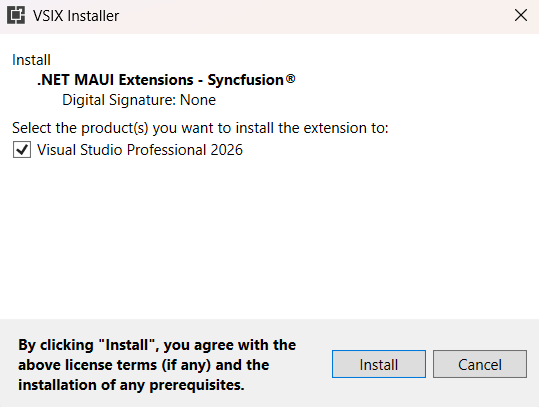 VSIX Installer
Install
.NET MAUI Extensions - Syncfusion®
Digital Signature: None
Select the product(s) you want to install the extension to:
Visual Studio Professional 2026
By clicking "Install", you agree with the
above license terms (if any) and the
installation of any prerequisites.
Install
Cancel